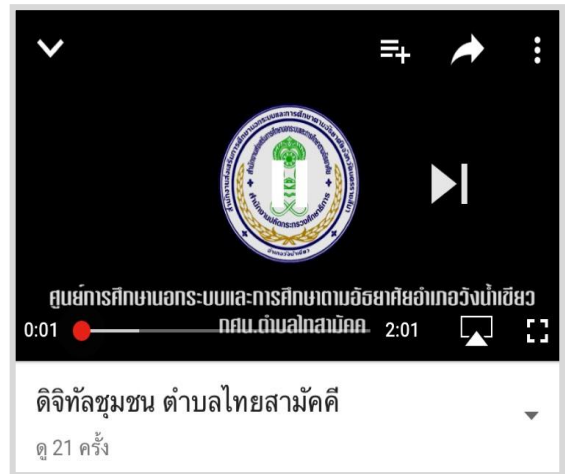 ศูนย์การศึกษานอกระบบและการศึกษาตามอัธยาศัยอำเภอวังน้ำเขียว
กศน.ตำบลไทสามัคค
0:01
2:01
ดิจิทัลชุมชน ตำบลไทยสามัคคี
ดู 21 ครั้ง